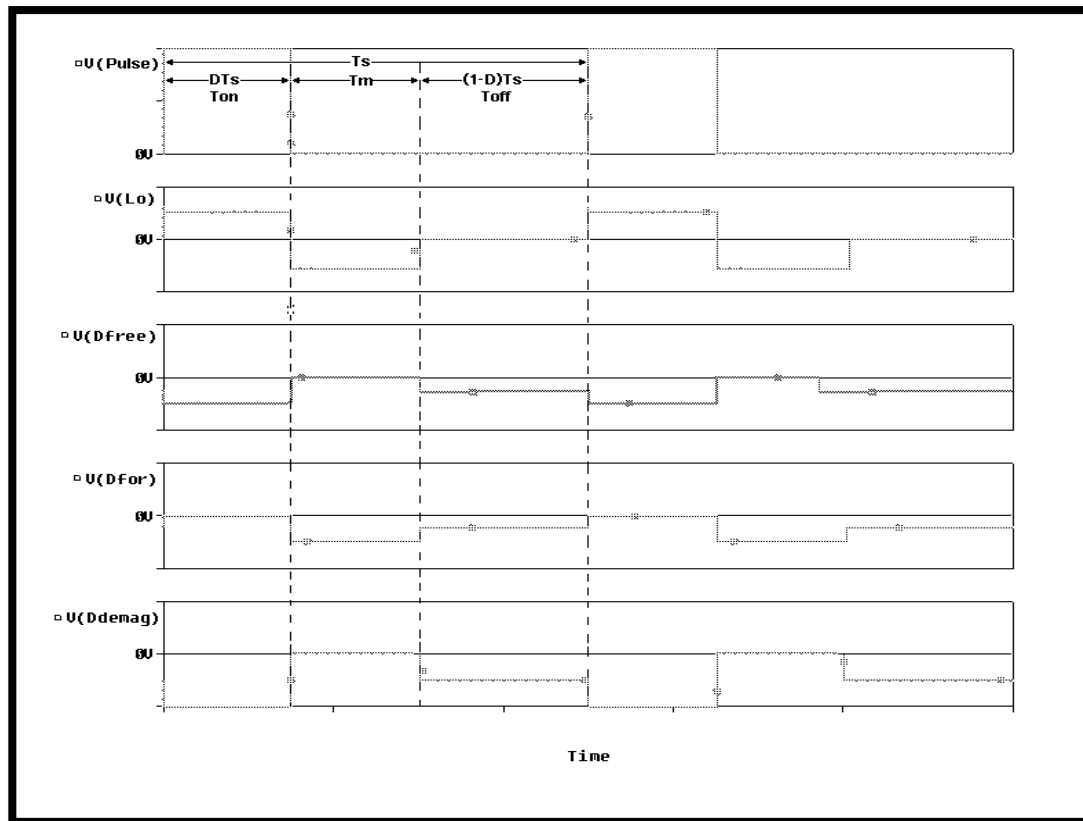 V(Pulse)
Ts
DTs Tm (1-D)Ts
Ton Toff
0V
V(Lo)
0V
V(Dfree)
0V
V(Dfor)
0V
V(Ddemag)
0V
Time